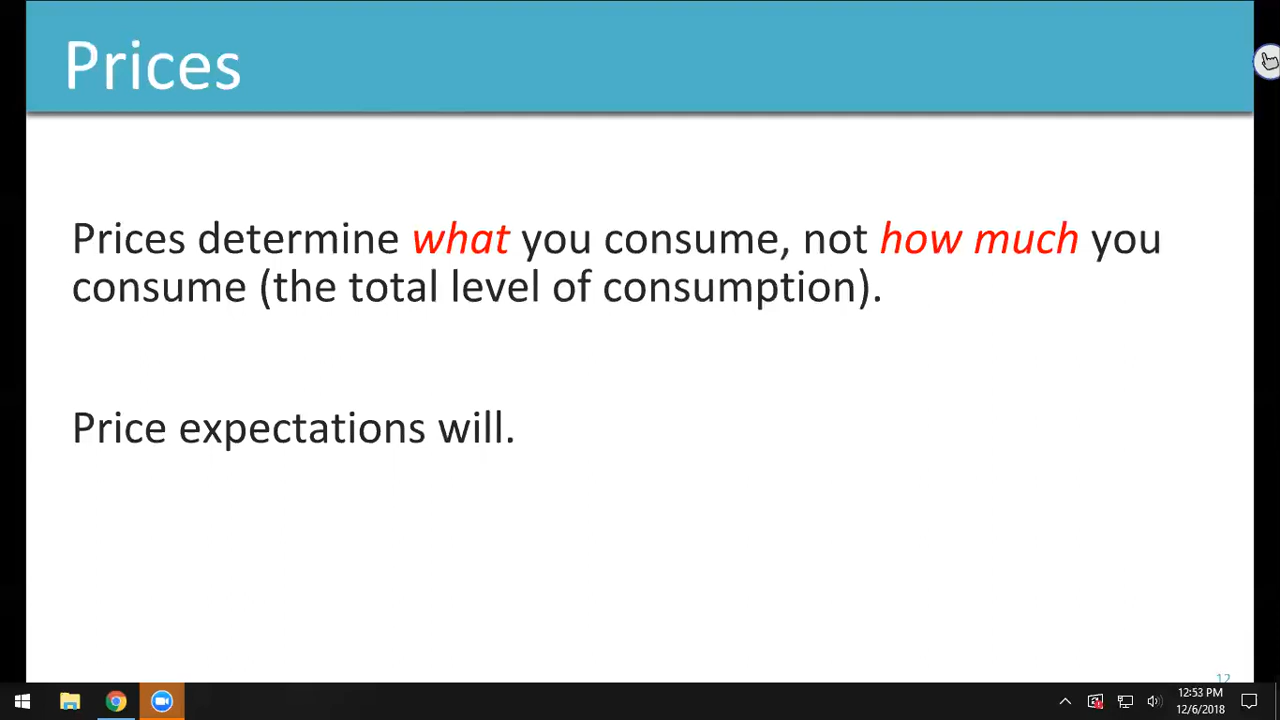 Prices
Prices determine what you consume, not how much you
consume (the total level of consumption).
Price expectations will.
12
12:53 PM
12/6/2018